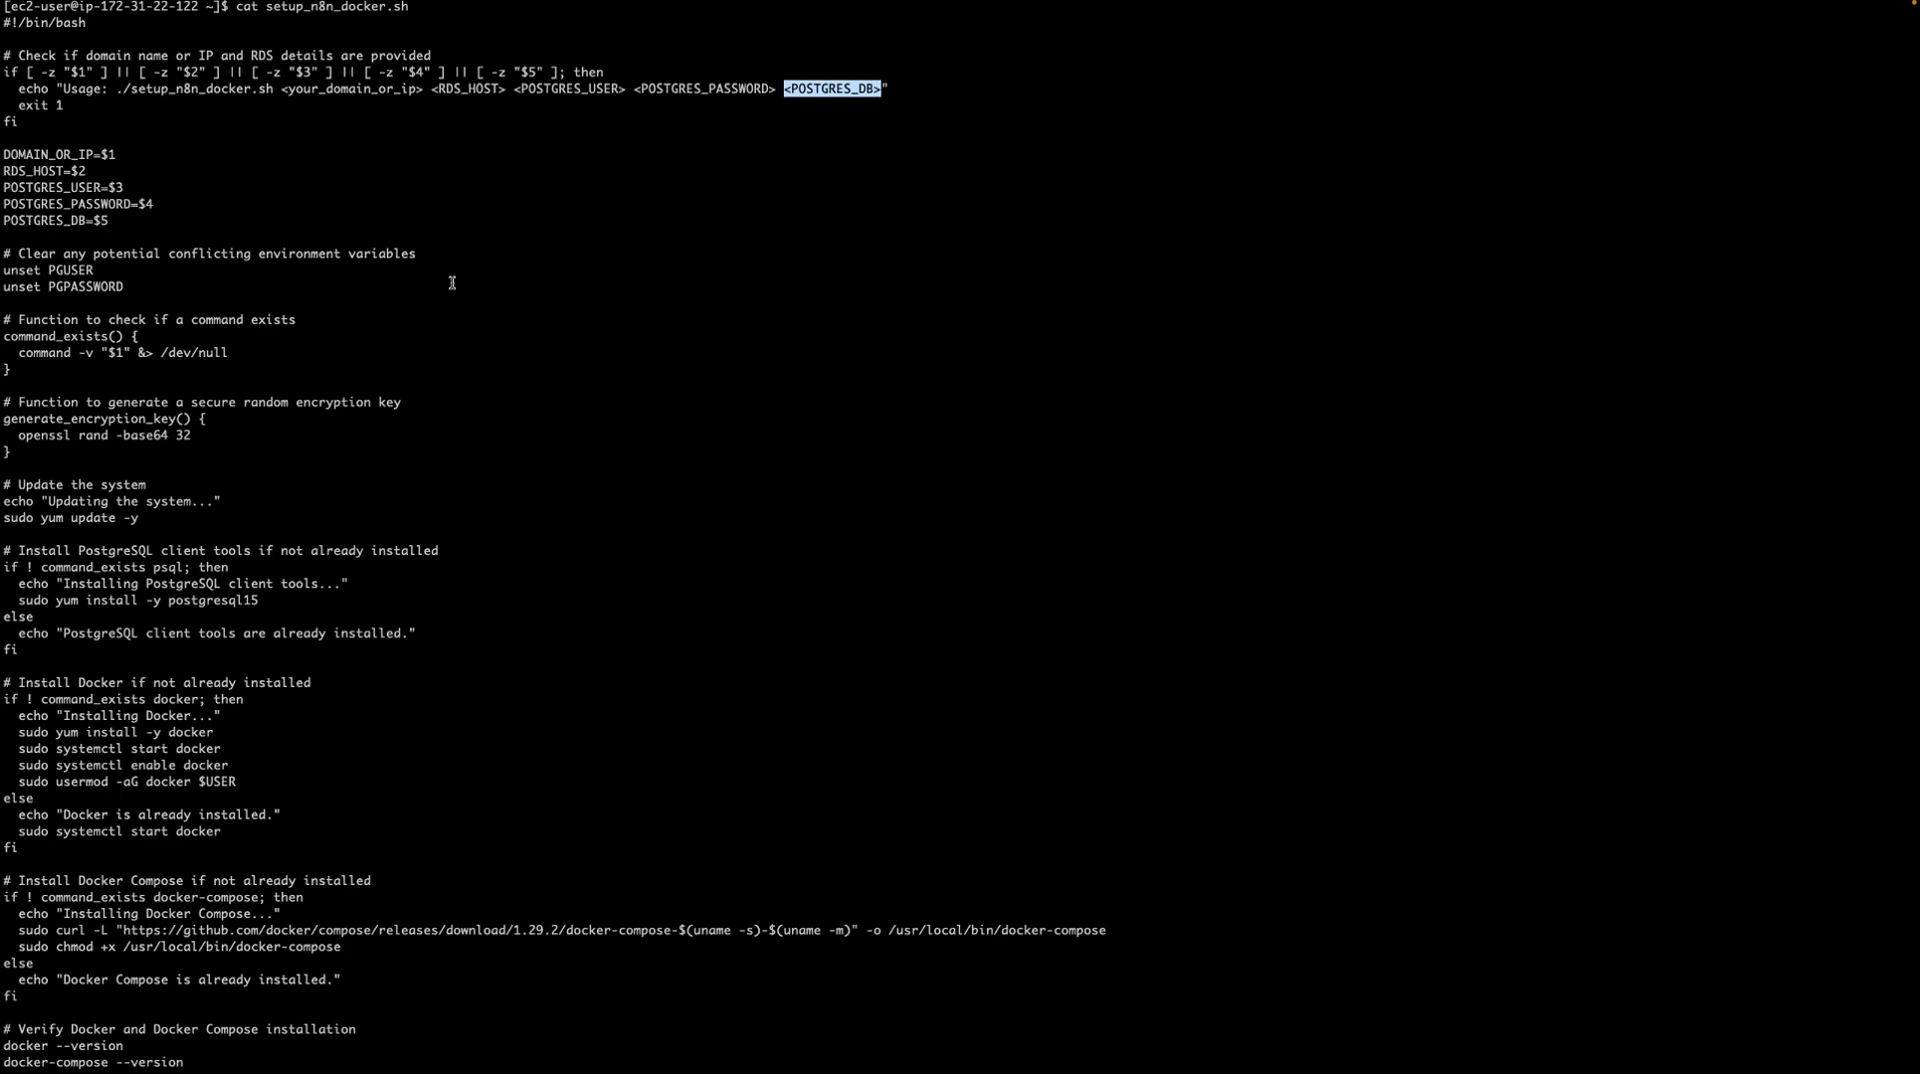 [ec2-user@ip-172-31-22-122 ~]$ cat setup_n8n_docker.sh
#!/bin/bash

# Check if domain name or IP and RDS details are provided
if [ -z "$1" ] || [ -z "$2" ] || [ -z "$3" ] || [ -z "$4" ] || [ -z "$5" ]; then
  echo "Usage: ./setup_n8n_docker.sh <your_domain_or_ip> <RDS_HOST> <POSTGRES_USER> <POSTGRES_PASSWORD> <POSTGRES_DB>"
  exit 1
fi

DOMAIN_OR_IP=$1
RDS_HOST=$2
POSTGRES_USER=$3
POSTGRES_PASSWORD=$4
POSTGRES_DB=$5

# Clear any potential conflicting environment variables
unset PGUSER
unset PGPASSWORD

# Function to check if a command exists
command_exists() {
  command -v "$1" &> /dev/null
}

# Function to generate a secure random encryption key
generate_encryption_key() {
  openssl rand -base64 32
}

# Update the system
echo "Updating the system..."
sudo yum update -y

# Install PostgreSQL client tools if not already installed
if ! command_exists psql; then
  echo "Installing PostgreSQL client tools..."
  sudo yum install -y postgresql15
else
  echo "PostgreSQL client tools are already installed."
fi

# Install Docker if not already installed
if ! command_exists docker; then
  echo "Installing Docker..."
  sudo yum install -y docker
  sudo systemctl start docker
  sudo systemctl enable docker
  sudo usermod -aG docker $USER
else
  echo "Docker is already installed."
  sudo systemctl start docker
fi

# Install Docker Compose if not already installed
if ! command_exists docker-compose; then
  echo "Installing Docker Compose..."
  sudo curl -L "https://github.com/docker/compose/releases/download/1.29.2/docker-compose-$(uname -s)-$(uname -m)" -o /usr/local/bin/docker-compose
  sudo chmod +x /usr/local/bin/docker-compose
else
  echo "Docker Compose is already installed."
fi

# Verify Docker and Docker Compose installation
docker --version
docker-compose --version